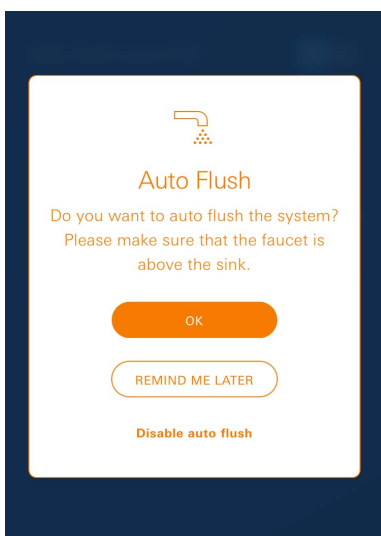 Auto Flush
Do you want to auto flush the system?
Please make sure that the faucet is
above the sink.
OK
REMIND ME LATER
Disable auto flush